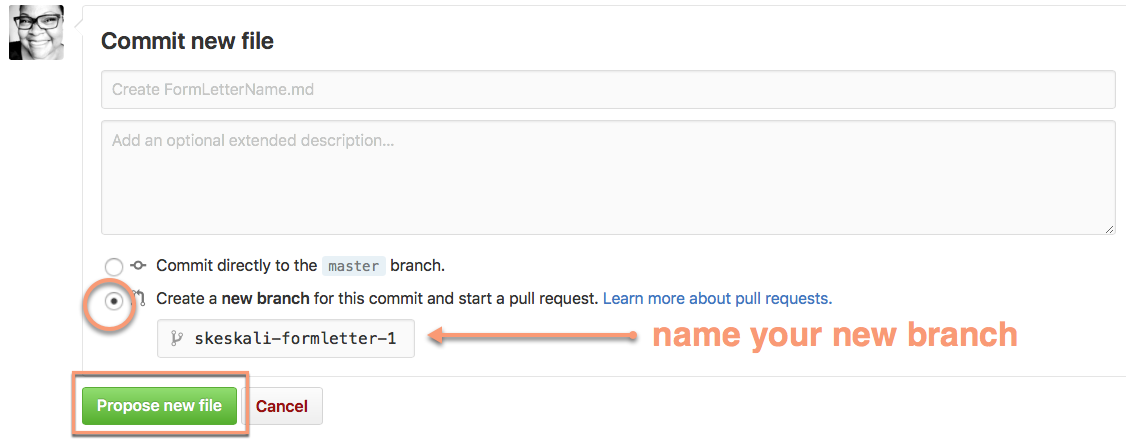 Commit new file
Create FormLetterName.md
Add an optional extended description...
Commit directly to the master branch.
Create a new branch for this commit and start a pull request. Learn more about pull requests.
skeskali-formletter-1
name your new branch
Propose new file
Cancel